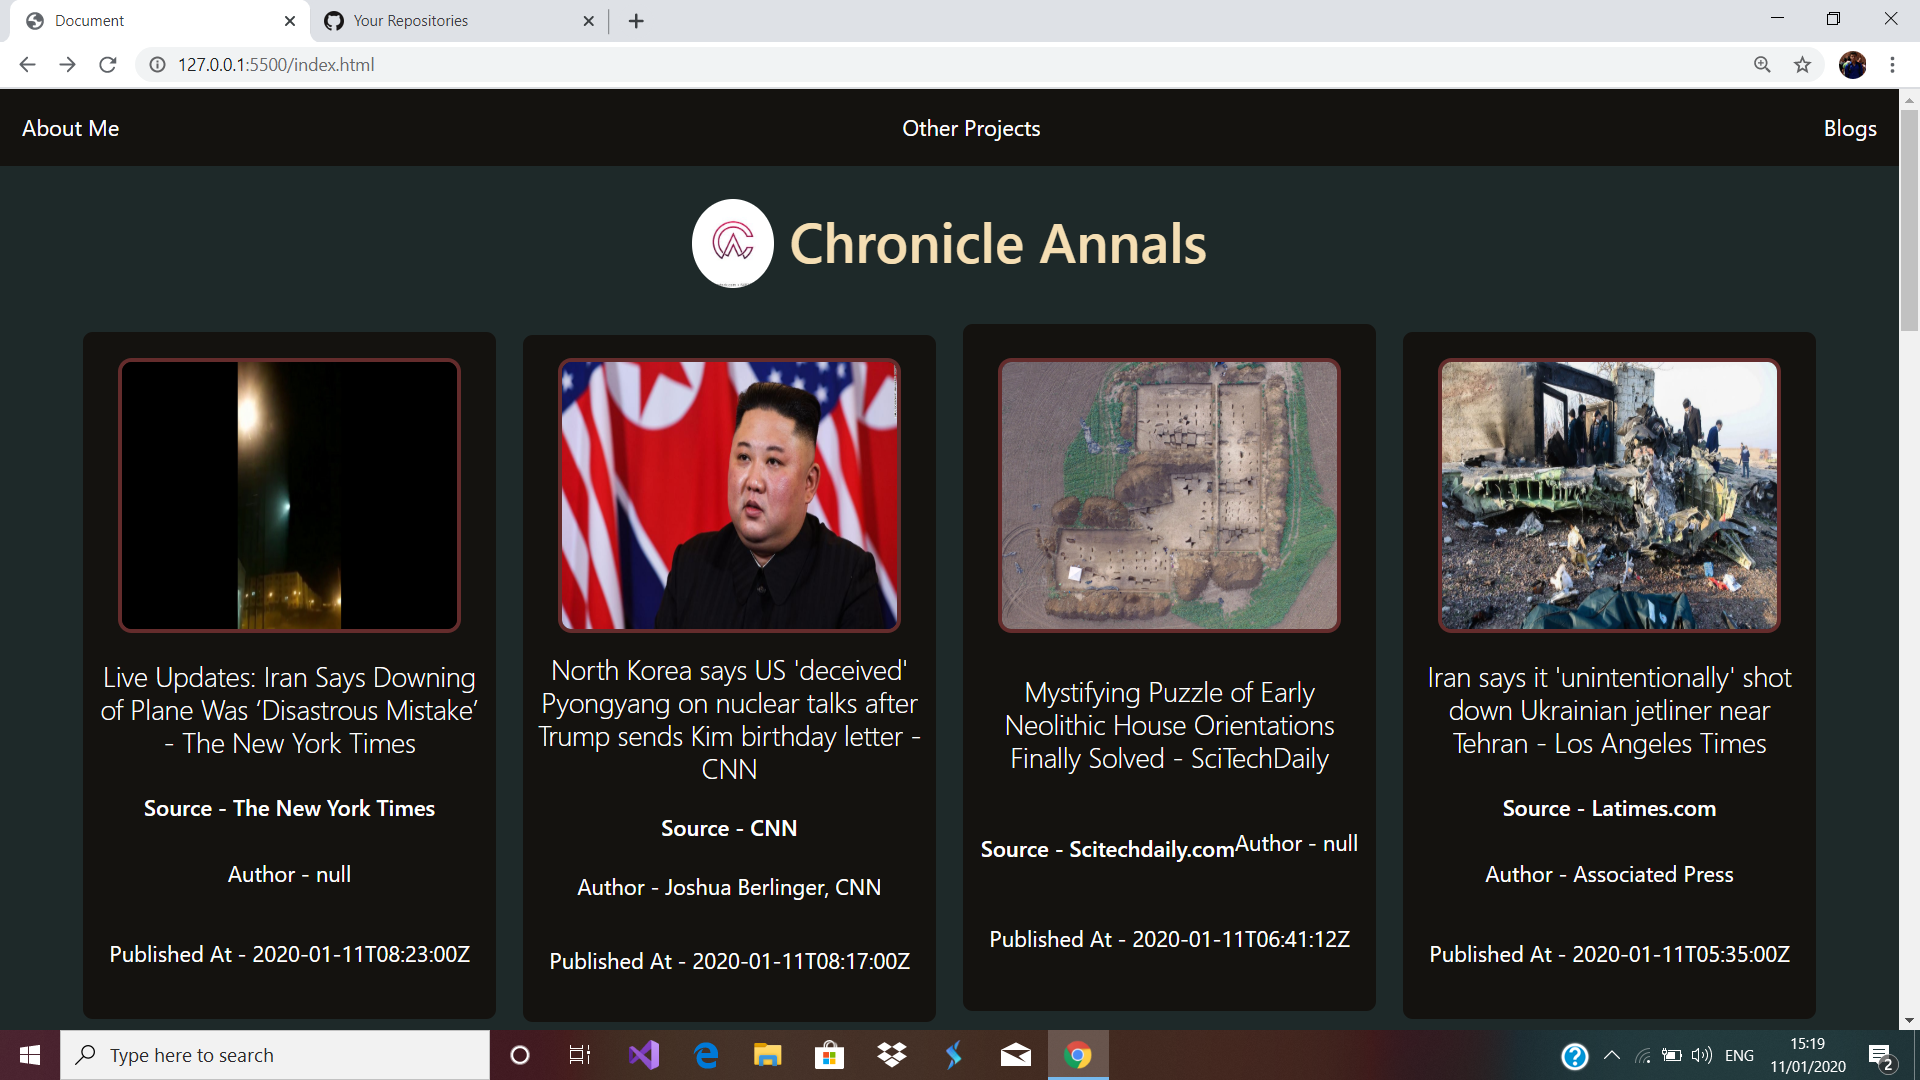 Document
Your Repositories
127.0.0.1:5500/index.html
About Me
Other Projects
Blogs
Chronicle Annals
Live Updates: Iran Says Downing
of Plane Was ‘Disastrous Mistake’
- The New York Times
Source - The New York Times
Author - null
Published At - 2020-01-11T08:23:00Z
North Korea says US 'deceived'
Pyongyang on nuclear talks after
Trump sends Kim birthday letter -
CNN
Source - CNN
Author - Joshua Berlinger, CNN
Published At - 2020-01-11T08:17:00Z
Mystifying Puzzle of Early
Neolithic House Orientations
Finally Solved - SciTechDaily
Source - Scitechdaily.comAuthor - null
Published At - 2020-01-11T06:41:12Z
Iran says it 'unintentionally' shot
down Ukrainian jetliner near
Tehran - Los Angeles Times
Source - Latimes.com
Author - Associated Press
Published At - 2020-01-11T05:35:00Z
Type here to search
ENG
15:19
11/01/2020
2